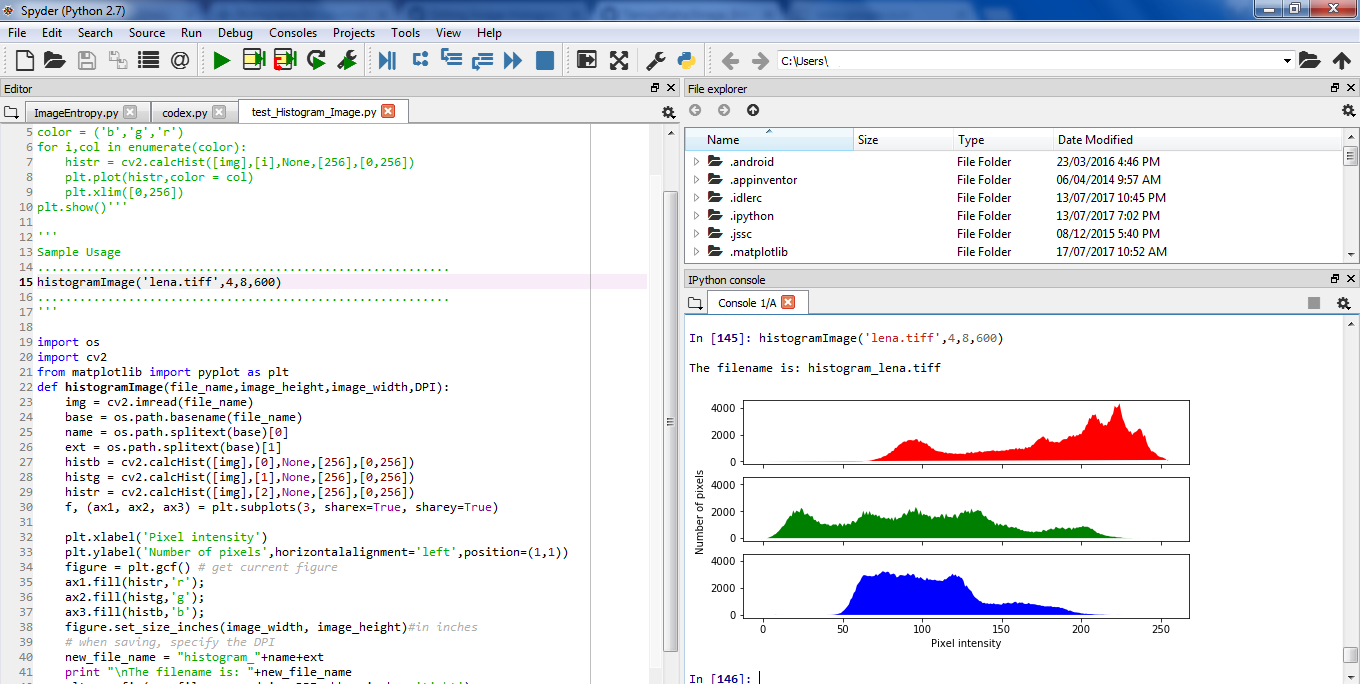 Spyder (Python 2.7)
File Edit Search Source Run Debug Consoles Projects Tools View Help
C:\Users\
Editor
ImageEntropy.py codex.py test_Histogram_Image.py
5 color = ('b','g','r')
6 for i,col in enumerate(color):
7     histr = cv2.calcHist([img],[i],None,[256],[0,256])
8     plt.plot(histr,color = col)
9     plt.xlim([0,256])
10 plt.show()'''
11
12 '''
13 Sample Usage
14 ...........................................................
15 histogramImage('lena.tiff',4,8,600)
16 ...........................................................
17 '''
18
19 import os
20 import cv2
21 from matplotlib import pyplot as plt
22 def histogramImage(file_name,image_height,image_width,DPI):
23     img = cv2.imread(file_name)
24     base = os.path.basename(file_name)
25     name = os.path.splitext(base)[0]
26     ext = os.path.splitext(base)[1]
27     histb = cv2.calcHist([img],[0],None,[256],[0,256])
28     histg = cv2.calcHist([img],[1],None,[256],[0,256])
29     histr = cv2.calcHist([img],[2],None,[256],[0,256])
30     f, (ax1, ax2, ax3) = plt.subplots(3, sharex=True, sharey=True)
31
32     plt.xlabel('Pixel intensity')
33     plt.ylabel('Number of pixels',horizontalalignment='left',position=(1,1))
34     figure = plt.gcf() # get current figure
35     ax1.fill(histr,'r');
36     ax2.fill(histg,'g');
37     ax3.fill(histb,'b');
38     figure.set_size_inches(image_width, image_height)#in inches
39     # when saving, specify the DPI
40     new_file_name = "histogram_"+name+ext
41     print "\nThe filename is: "+new_file_name
File explorer
Name Size Type Date Modified
.android File Folder 23/03/2016 4:46 PM
.appinventor File Folder 06/04/2014 9:57 AM
.idlerc File Folder 13/07/2017 10:45 PM
.ipython File Folder 13/07/2017 7:02 PM
.jssc File Folder 08/12/2015 5:40 PM
.matplotlib File Folder 17/07/2017 10:52 AM
IPython console
Console 1/A
In [145]: histogramImage('lena.tiff',4,8,600)
The filename is: histogram_lena.tiff
4000
2000
0
4000
2000
0
4000
2000
0
Number of pixels
0 50 100 150 200 250
Pixel intensity
In [146]: